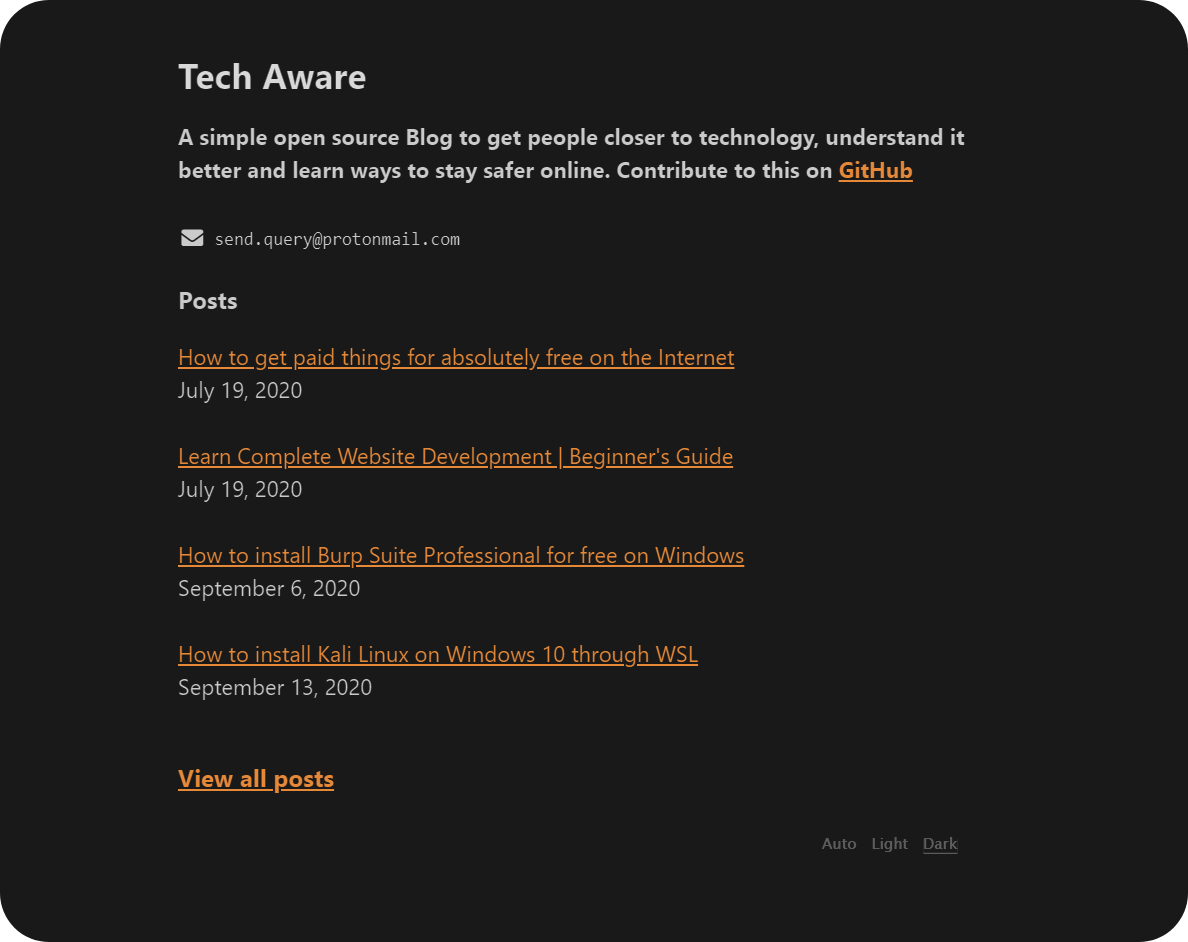 Tech Aware
A simple open source Blog to get people closer to technology, understand it
better and learn ways to stay safer online. Contribute to this on GitHub
send.query@protonmail.com
Posts
How to get paid things for absolutely free on the Internet
July 19, 2020
Learn Complete Website Development | Beginner's Guide
July 19, 2020
How to install Burp Suite Professional for free on Windows
September 6, 2020
How to install Kali Linux on Windows 10 through WSL
September 13, 2020
View all posts
Auto Light Dark